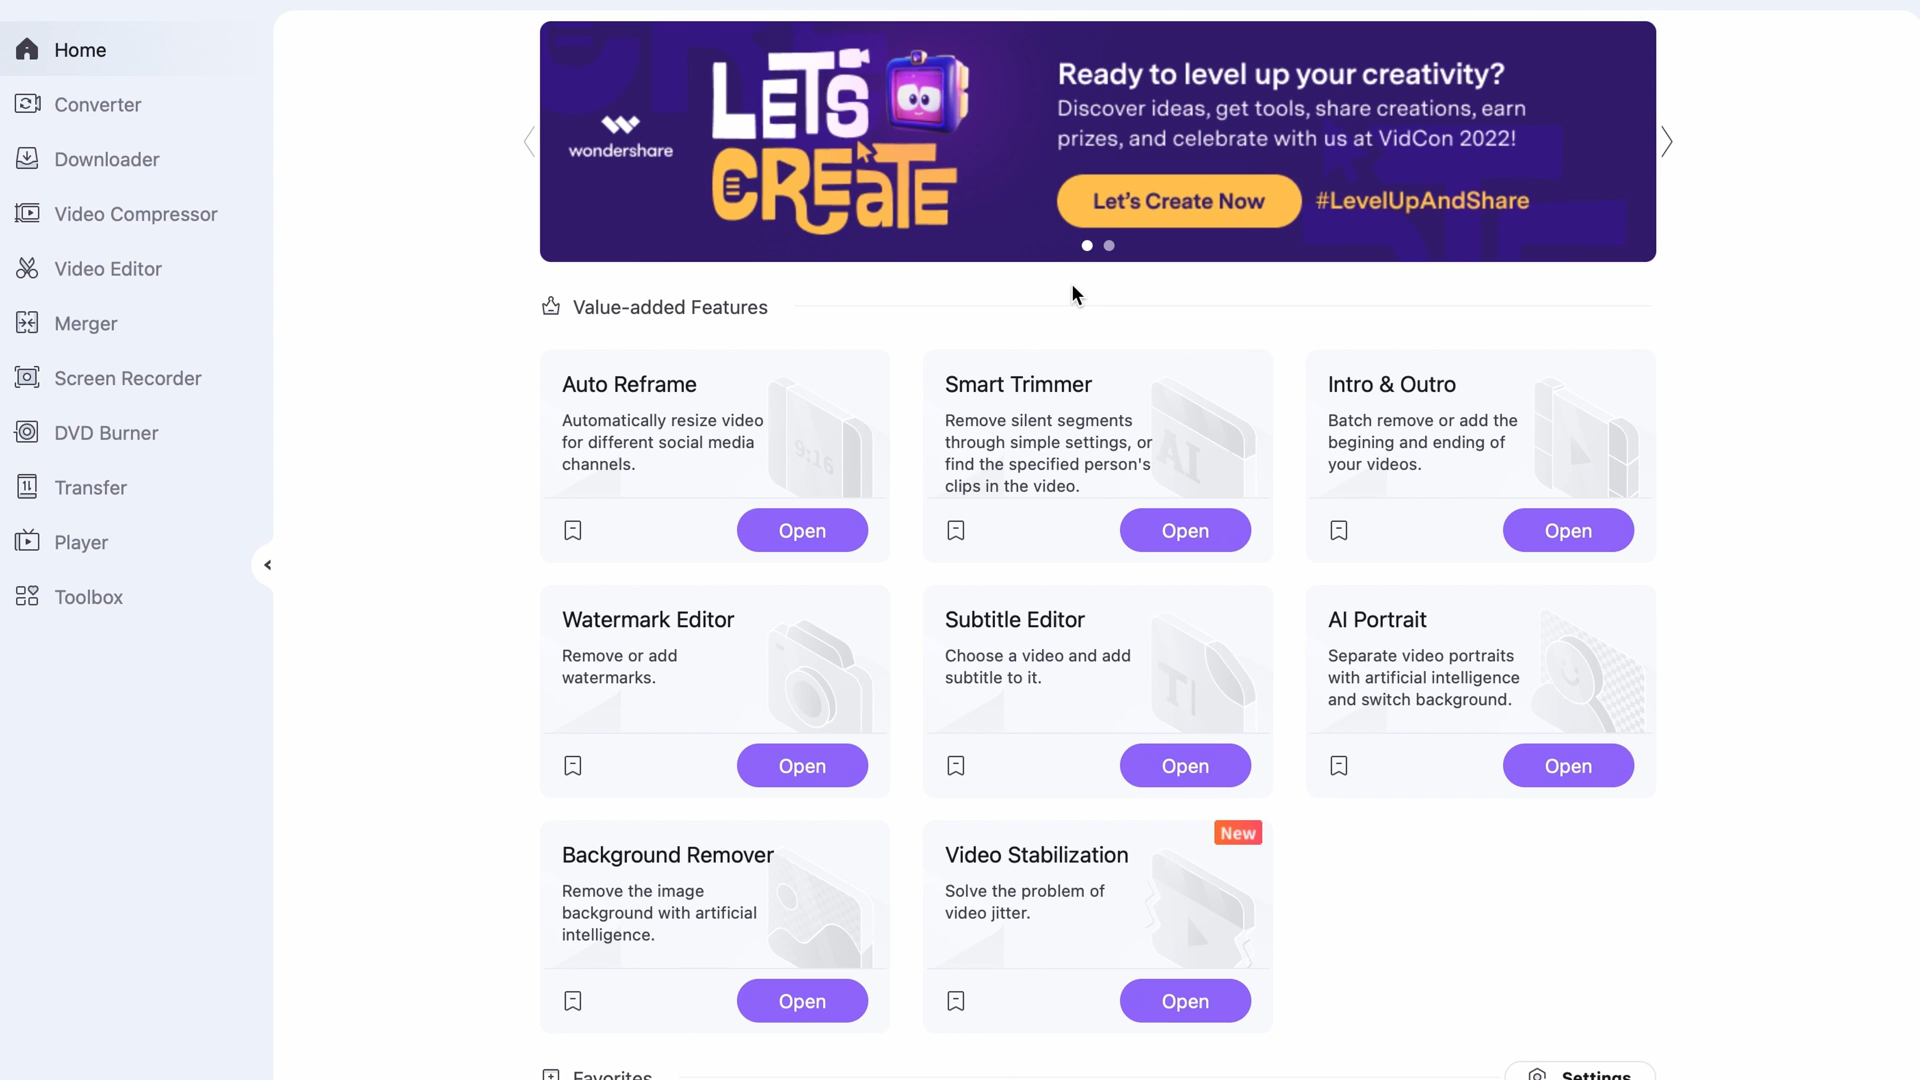 Home
Converter
Downloader
Video Compressor
Video Editor
Merger
Screen Recorder
DVD Burner
Transfer
Player
Toolbox
wondershare
LETS
CREATE
Ready to level up your creativity?
Discover ideas, get tools, share creations, earn
prizes, and celebrate with us at VidCon 2022!
Let's Create Now
#LevelUpAndShare
Value-added Features
Auto Reframe
Automatically resize video
for different social media
channels.
9:16
Open
Smart Trimmer
Remove silent segments
through simple settings, or
find the specified person's
clips in the video.
AI
Open
Intro & Outro
Batch remove or add the
begining and ending of
your videos.
Open
Watermark Editor
Remove or add
watermarks.
Open
Subtitle Editor
Choose a video and add
subtitle to it.
TI
Open
AI Portrait
Separate video portraits
with artificial intelligence
and switch background.
Open
Background Remover
Remove the image
background with artificial
intelligence.
Open
New
Video Stabilization
Solve the problem of
video jitter.
Open
Favorites
Settings